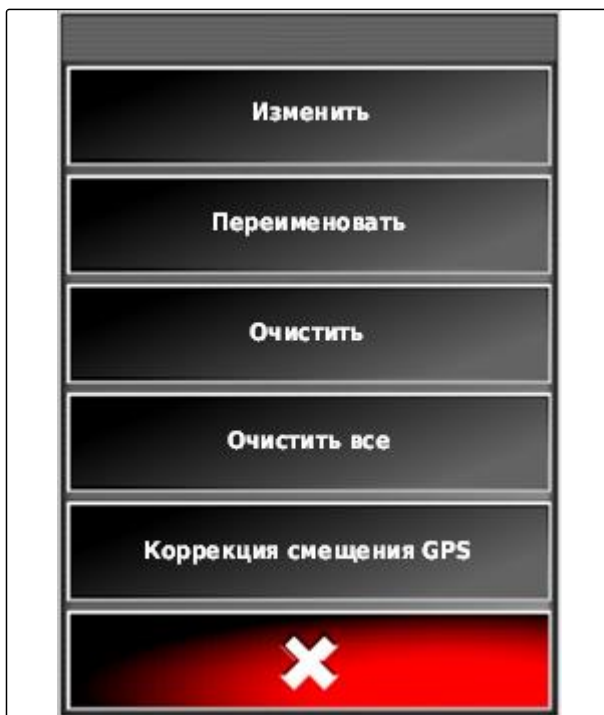 Изменить
Переименовать
Очистить
Очистить все
Коррекция смещения GPS